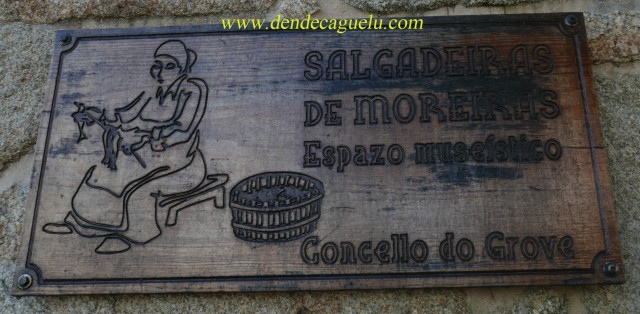 www.dendecaguelu.com
SALGADEIRAS
DE MOREIRAS
Espazo museístico
Concello do Grove